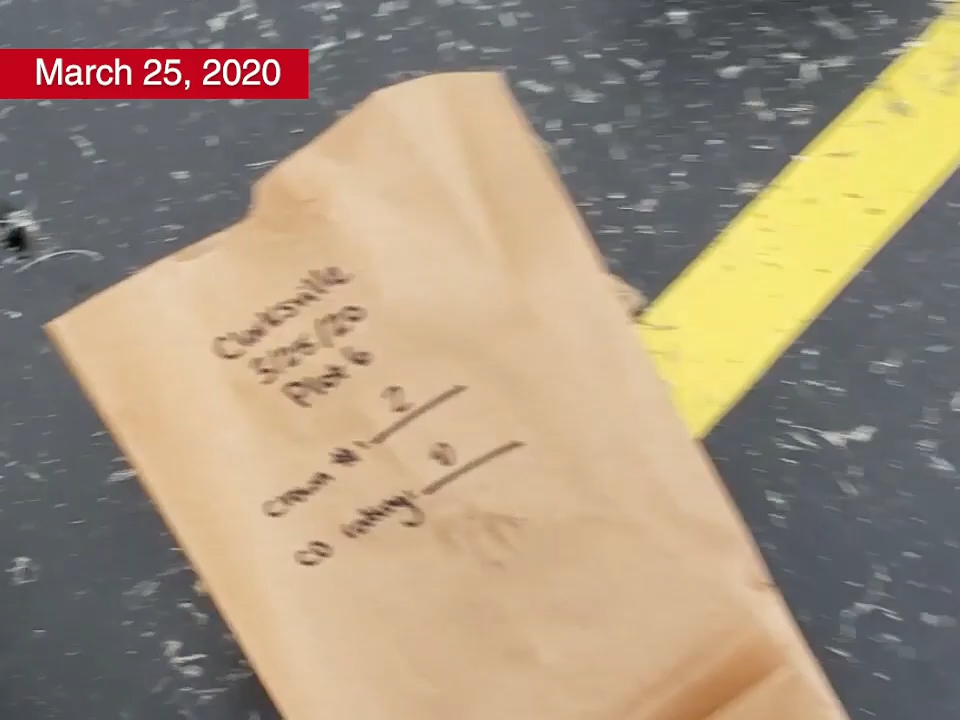 March 25, 2020
Clarksville
3/25/20
Plot 6
Crown #: 2
CO rating: 0